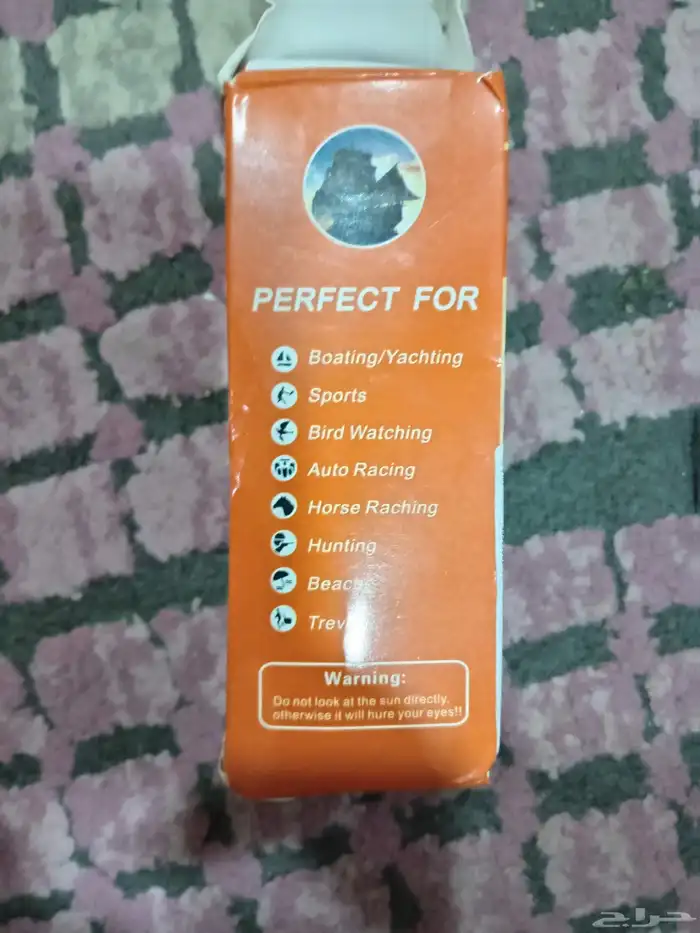 PERFECT FOR
Boating/Yachting
Sports
Bird Watching
Auto Racing
Horse Raching
Hunting
Warning:
Do not look at the sun directly,
otherwise it will hure your eyes!!
حراج